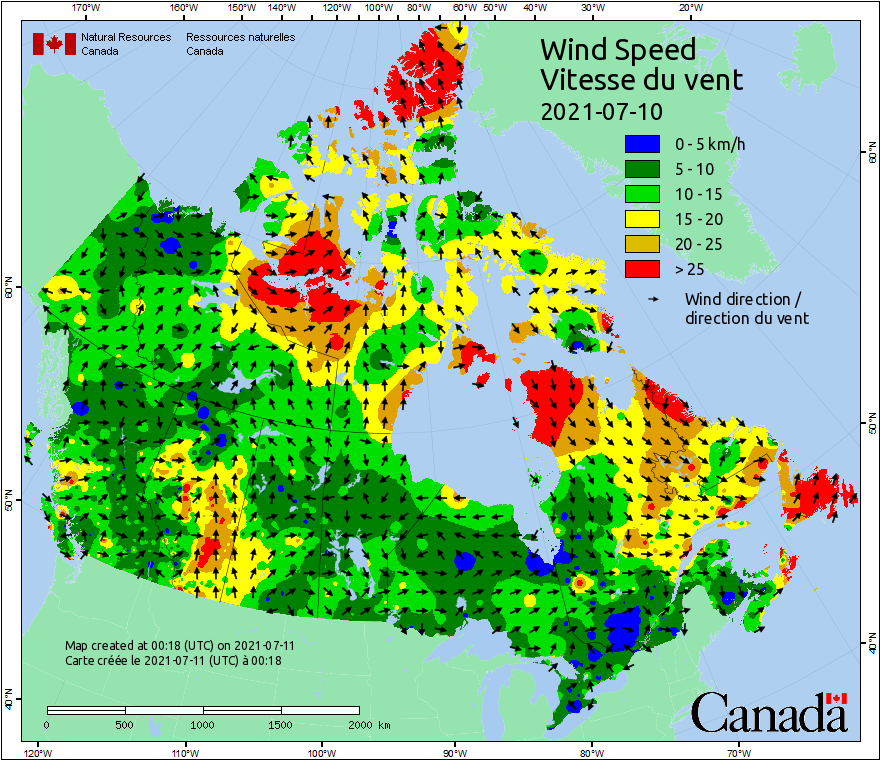 170°W 160°W 150°W 140°W 120°W 100°W 80°W 60°W 50°W 40°W 30°W 20°W
Natural Resources Ressources naturelles
Canada Canada
Wind Speed
Vitesse du vent
2021-07-10
0 - 5 km/h
5 - 10
10 - 15
15 - 20
20 - 25
> 25
Wind direction /
direction du vent
60°N
60°N
50°N
50°N
40°N
40°N
Map created at 00:18 (UTC) on 2021-07-11
Carte créée le 2021-07-11 (UTC) à 00:18
0 500 1000 1500 2000 km
Canada
120°W 110°W 100°W 90°W 80°W 70°W